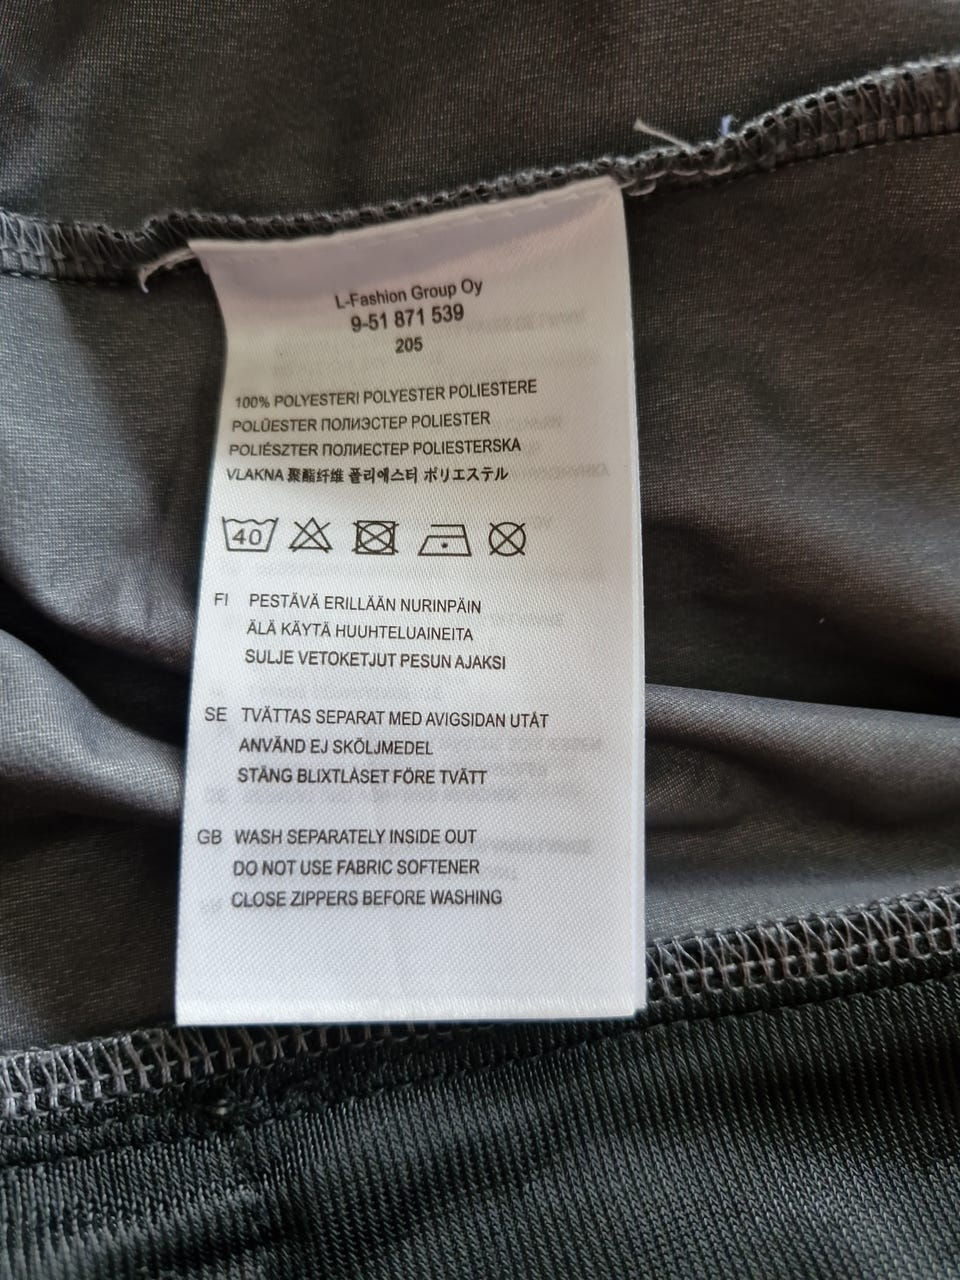 L-Fashion Group Oy
9-51 871 539
205
100% POLYESTERI POLYESTER POLIESTERE
POLÜESTER ПОЛИЭСТЕР POLIESTER
POLIÉSZTER ПОЛИЕСТЕР POLIESTERSKA
VLAKNA 聚酯纤维 폴리에스터 ポリエステル
40
FI PESTÄVÄ ERILLÄÄN NURINPÄIN
ÄLÄ KÄYTÄ HUUHTELUAINEITA
SULJE VETOKETJUT PESUN AJAKSI
SE TVÄTTAS SEPARAT MED AVIGSIDAN UTÅT
ANVÄND EJ SKÖLJMEDEL
STÄNG BLIXTLÅSET FÖRE TVÄTT
GB WASH SEPARATELY INSIDE OUT
DO NOT USE FABRIC SOFTENER
CLOSE ZIPPERS BEFORE WASHING